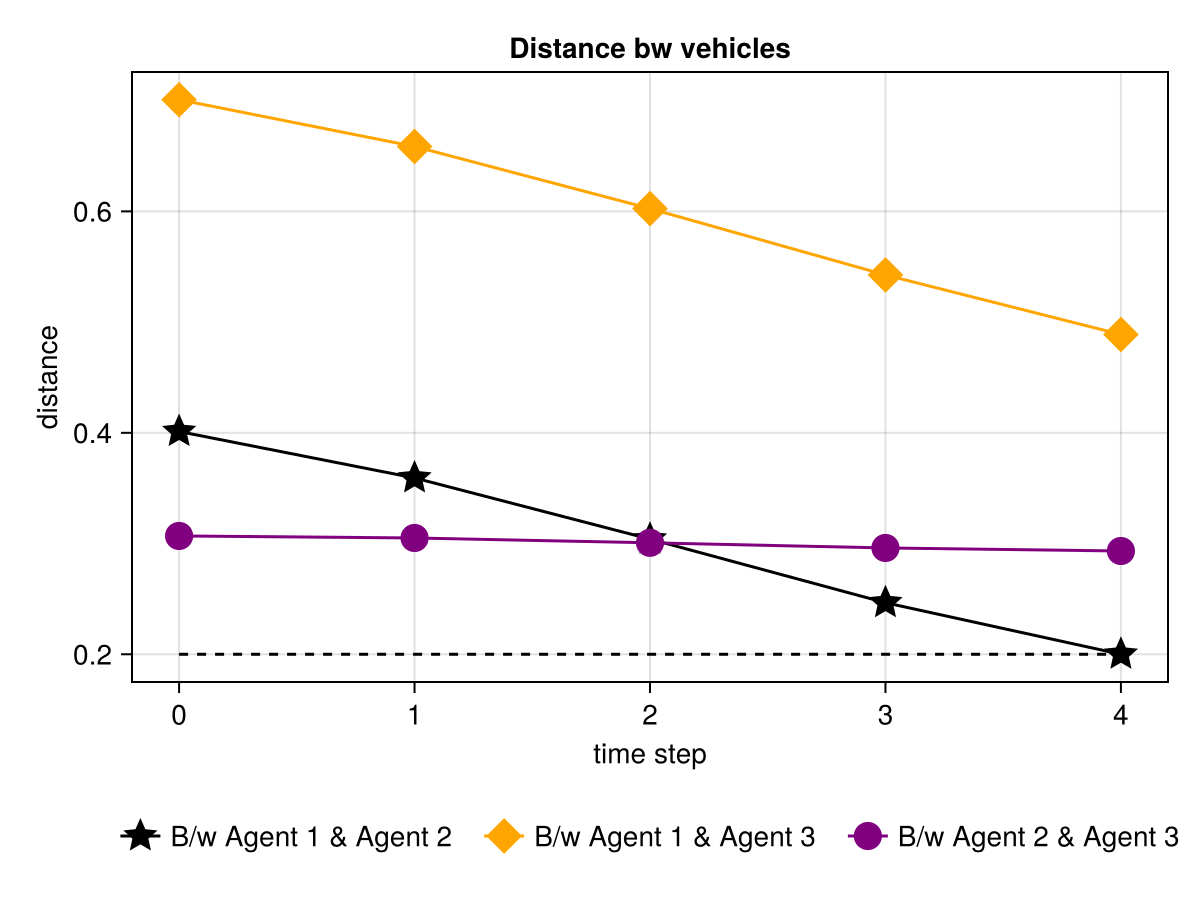 Distance bw vehicles
distance
0.6
0.4
0.2
0 1 2 3 4
time step
B/w Agent 1 & Agent 2 B/w Agent 1 & Agent 3 B/w Agent 2 & Agent 3